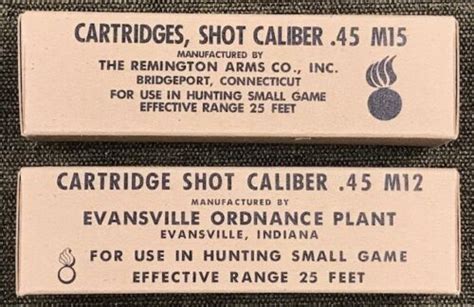 CARTRIDGES, SHOT CALIBER .45 M15
MANUFACTURED BY
THE REMINGTON ARMS CO., INC.
BRIDGEPORT, CONNECTICUT
FOR USE IN HUNTING SMALL GAME
EFFECTIVE RANGE 25 FEET
CARTRIDGE SHOT CALIBER .45 M12
MANUFACTURED BY
EVANSVILLE ORDNANCE PLANT
EVANSVILLE, INDIANA
FOR USE IN HUNTING SMALL GAME
EFFECTIVE RANGE 25 FEET